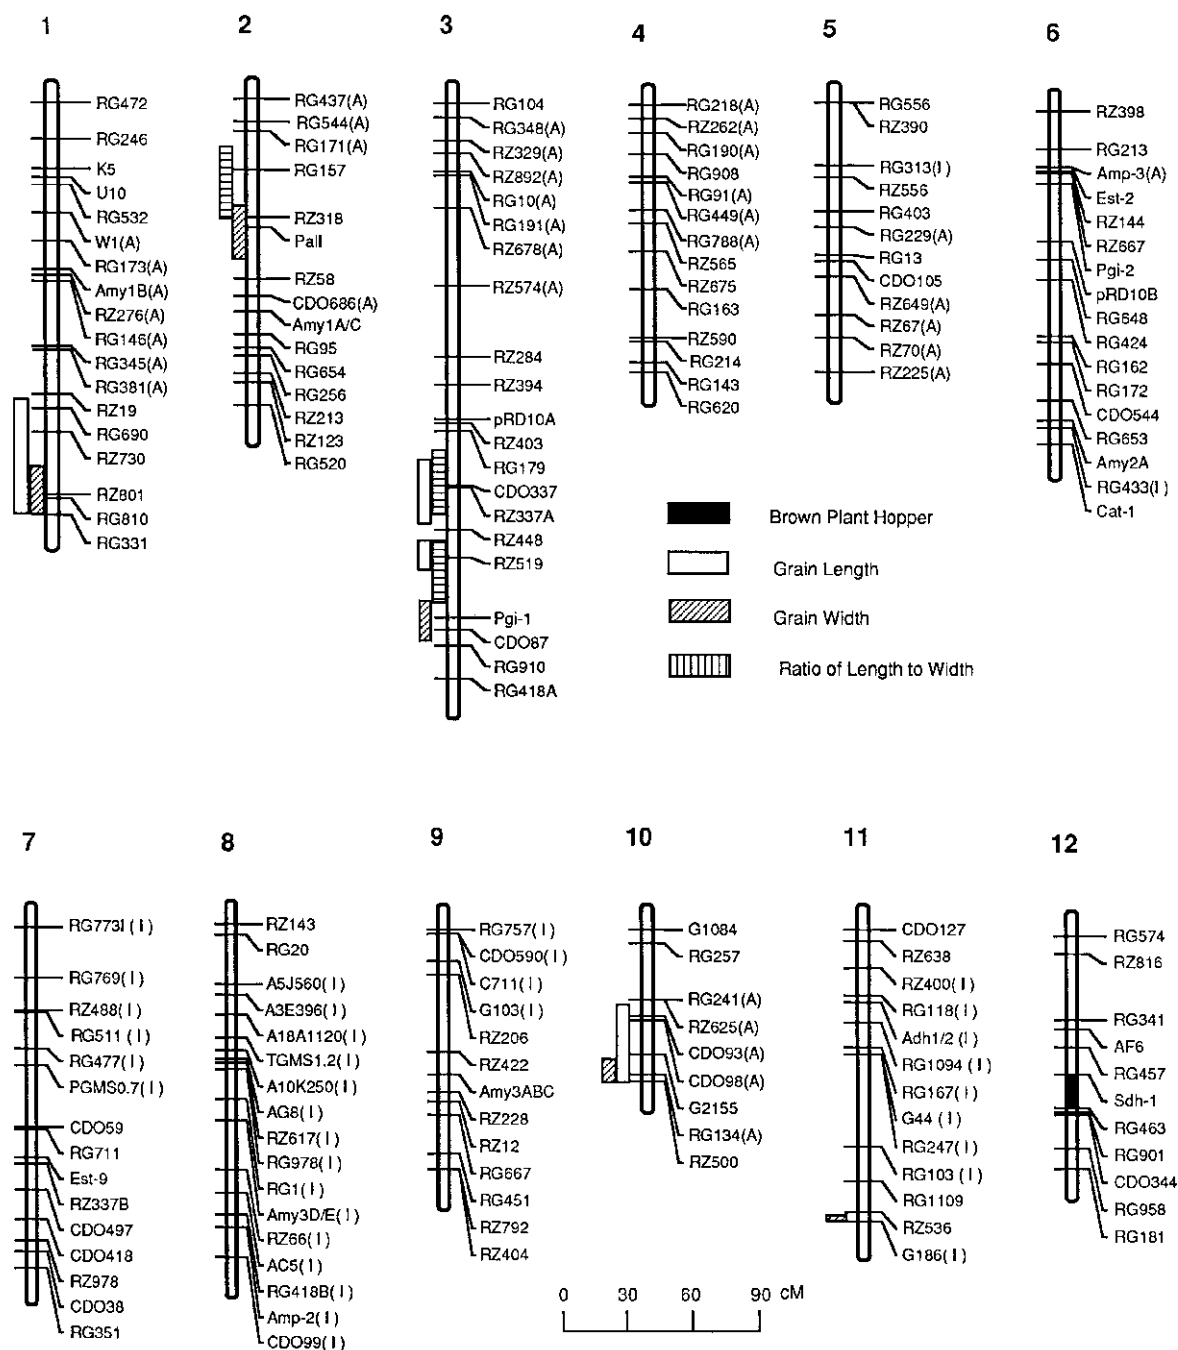 1
RG472
RG246
K5
U10
RG532
W1(A)
RG173(A)
Amy1B(A)
RZ276(A)
RG146(A)
RG345(A)
RG381(A)
RZ19
RG690
RZ730
RZ801
RG810
RG331
2
RG437(A)
RG544(A)
RG171(A)
RG157
RZ318
Pall
RZ58
CDO686(A)
Amy1A/C
RG95
RG654
RG256
RZ213
RZ123
RG520
3
RG104
RG348(A)
RZ329(A)
RZ892(A)
RG10(A)
RG191(A)
RZ678(A)
RZ574(A)
RZ284
RZ394
pRD10A
RZ403
RG179
CDO337
RZ337A
RZ448
RZ519
Pgi-1
CDO87
RG910
RG418A
4
RG218(A)
RZ262(A)
RG190(A)
RG908
RG91(A)
RG449(A)
RG788(A)
RZ565
RZ675
RG163
RZ590
RG214
RG143
RG620
5
RG556
RZ390
RG313(I)
RZ556
RG403
RG229(A)
RG13
CDO105
RZ649(A)
RZ67(A)
RZ70(A)
RZ225(A)
6
RZ398
RG213
Amp-3(A)
Est-2
RZ144
RZ667
Pgi-2
pRD10B
RG648
RG424
RG162
RG172
CDO544
RG653
Amy2A
RG433(I)
Cat-1
Brown Plant Hopper
Grain Length
Grain Width
Ratio of Length to Width
7
RG773I(I)
RG769(I)
RZ488(I)
RG511(I)
RG477(I)
PGMS0.7(I)
CDO59
RG711
Est-9
RZ337B
CDO497
CDO418
RZ978
CDO38
RG351
8
RZ143
RG20
A5J560(I)
A3E396(I)
A18A1120(I)
TGMS1.2(I)
A10K250(I)
AG8(I)
RZ617(I)
RG978(I)
RG1(I)
Amy3D/E(I)
RZ66(I)
AC5(I)
RG418B(I)
Amp-2(I)
CDO99(I)
9
RG757(I)
CDO590(I)
C711(I)
G103(I)
RZ206
RZ422
Amy3ABC
RZ228
RZ12
RG667
RG451
RZ792
RZ404
10
G1084
RG257
RG241(A)
RZ625(A)
CDO93(A)
CDO98(A)
G2155
RG134(A)
RZ500
11
CDO127
RZ638
RZ400(I)
RG118(I)
Adh1/2(I)
RG1094(I)
RG167(I)
G44(I)
RG247(I)
RG103(I)
RG1109
RZ536
G186(I)
12
RG574
RZ816
RG341
AF6
RG457
Sdh-1
RG463
RG901
CDO344
RG958
RG181
0 30 60 90 cM